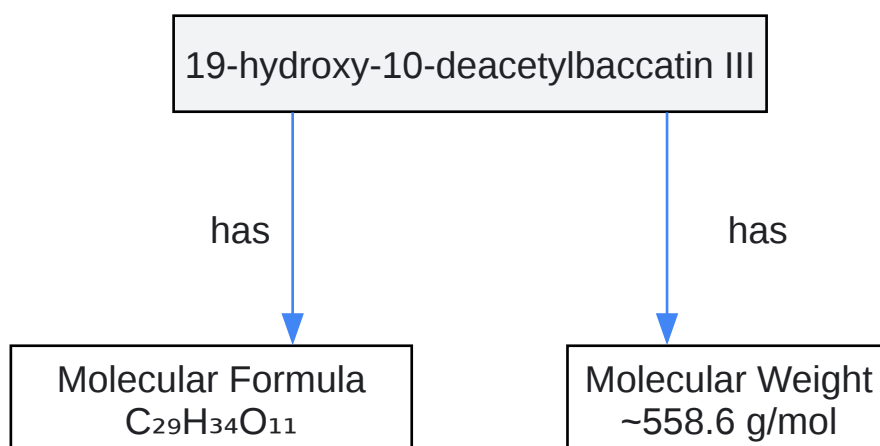 19-hydroxy-10-deacetylbaccatin III
has
has
Molecular Formula
C₂₉H₃₄O₁₁
Molecular Weight
~558.6 g/mol